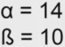 α = 14
ß = 10